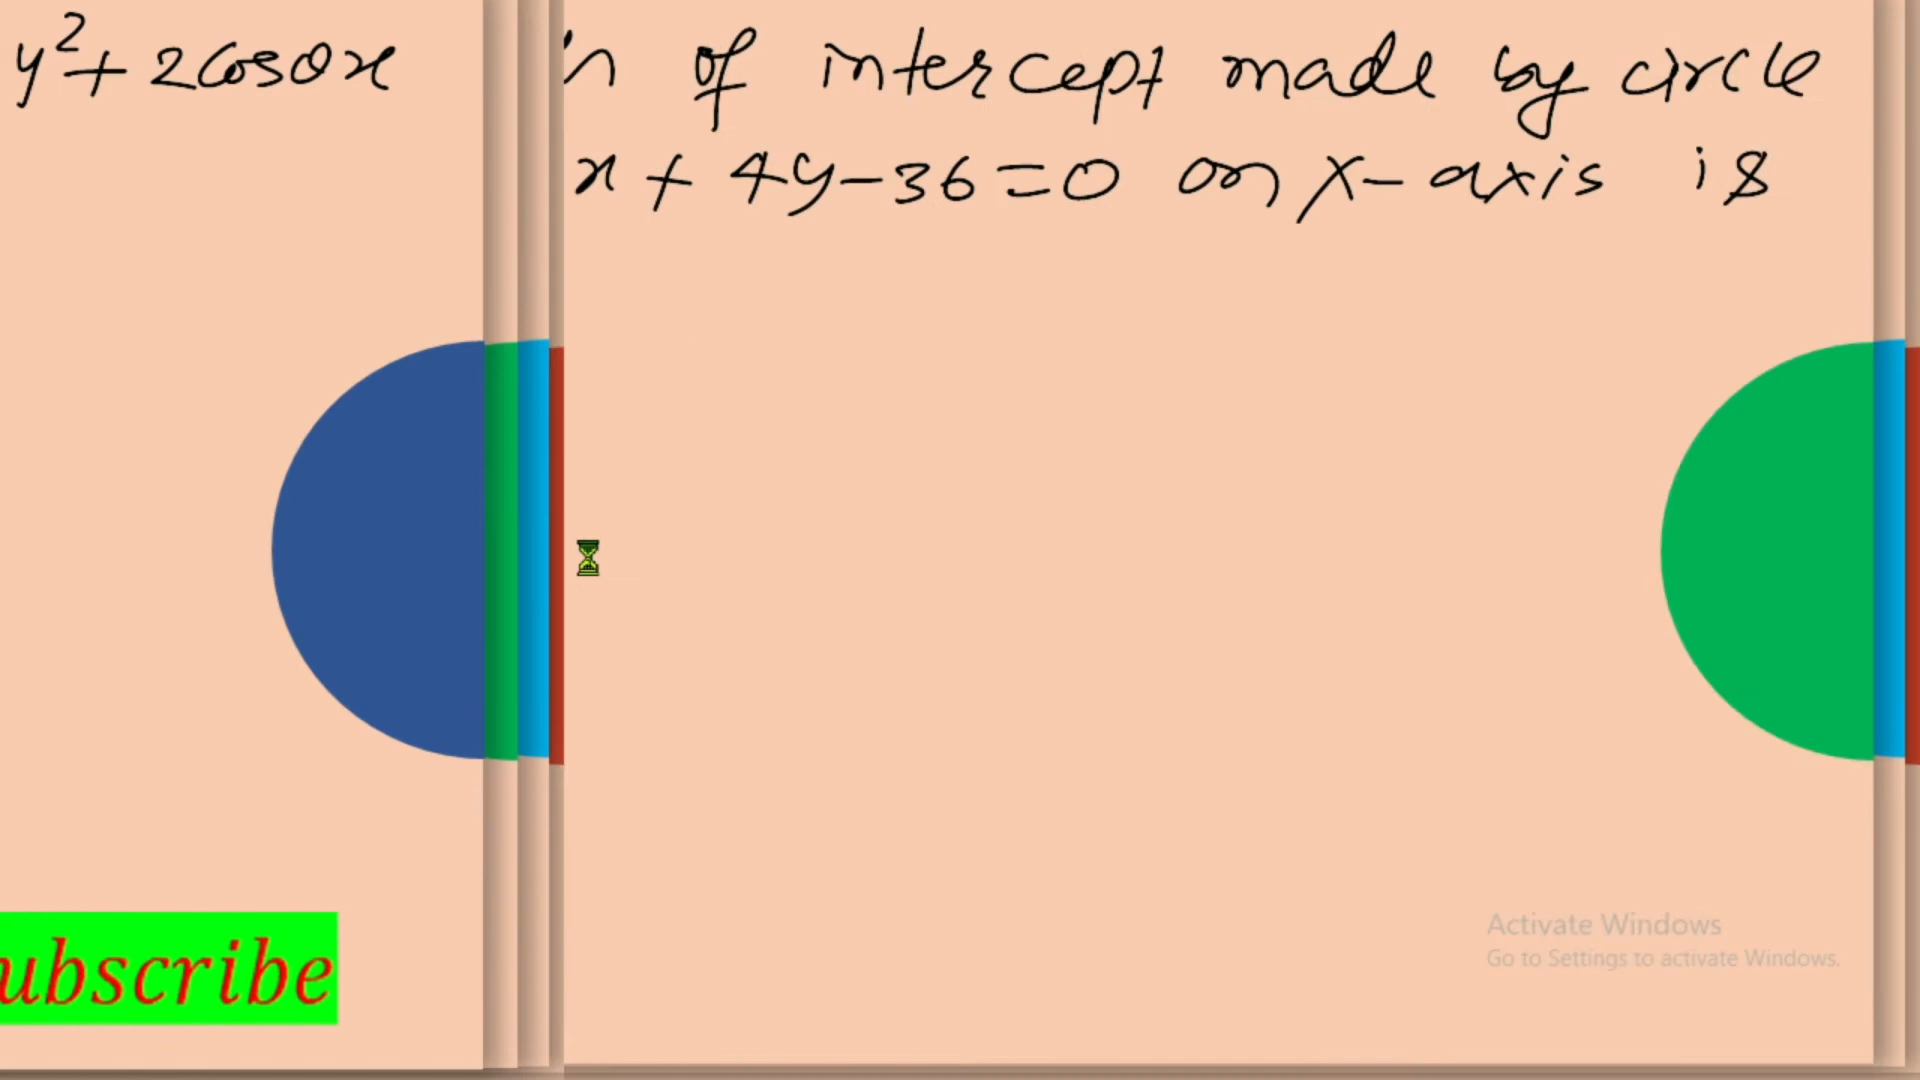 y²+2cosθx
n of intercept made by circle
x + 4y-36=0 on X-axis is
ubscribe
Activate Windows
Go to Settings to activate Windows.